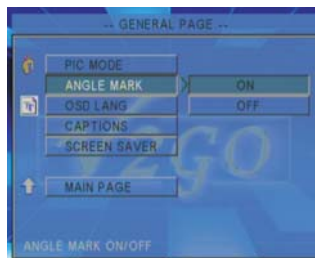 -- GENERAL PAGE --
PIC MODE
ANGLE MARK ON
OSD LANG OFF
CAPTIONS
SCREEN SAVER
MAIN PAGE
ANGLE MARK ON/OFF